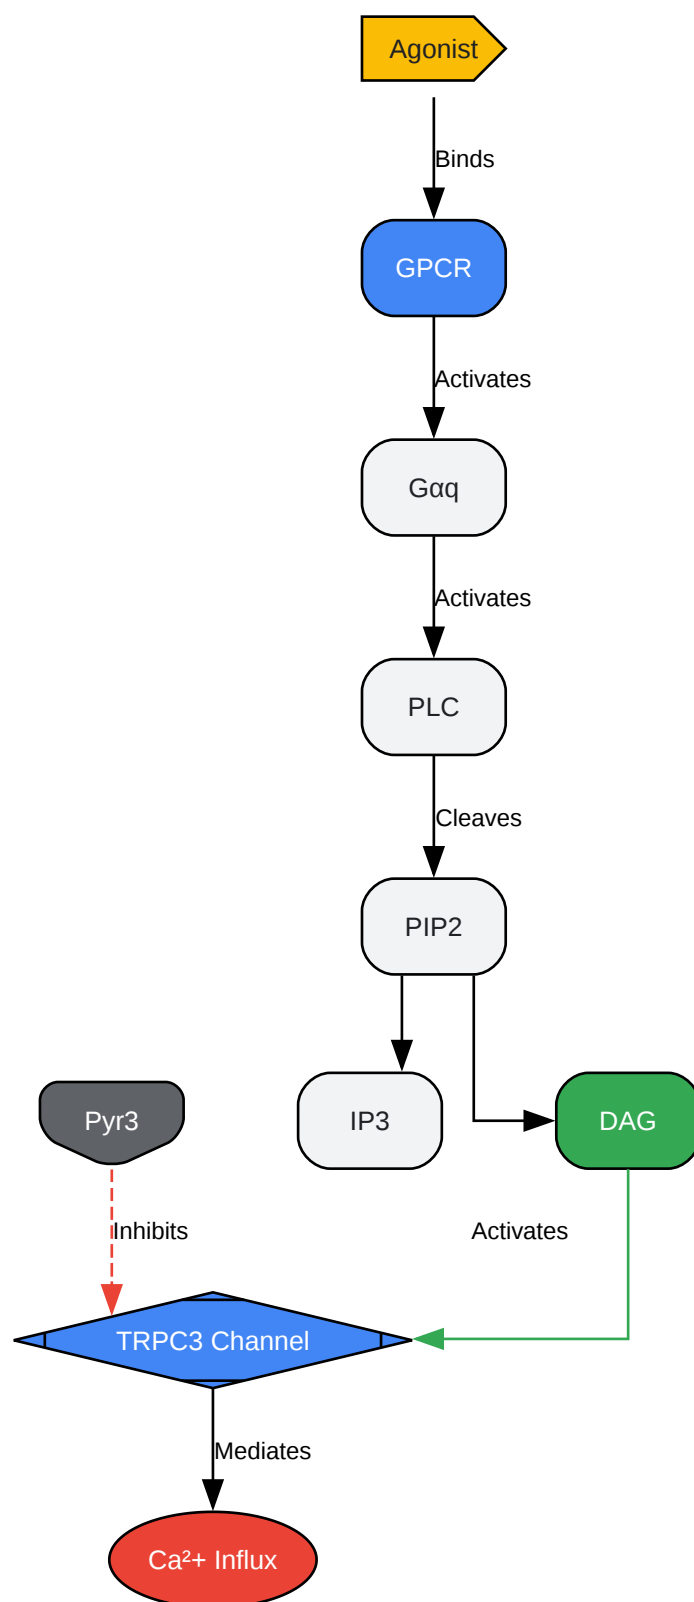 Agonist
Binds
GPCR
Activates
Gαq
Activates
PLC
Cleaves
PIP2
Pyr3
IP3
DAG
Inhibits
Activates
TRPC3 Channel
Mediates
Ca²+ Influx